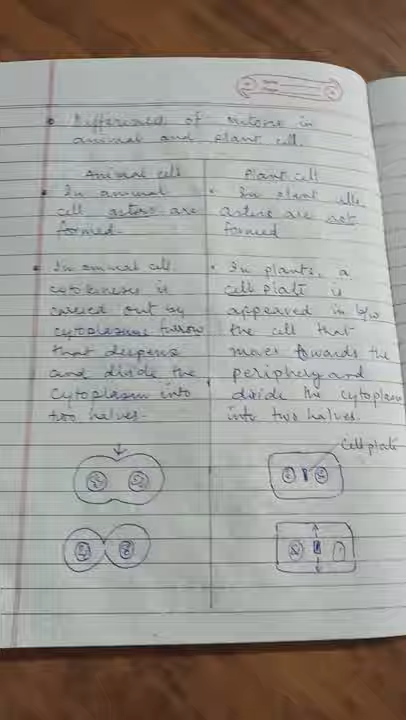 • Differences of mitosis in
animal and plant cell.
Animal cell
• In animal
cell asters are
formed.
• In animal cell
cytokinesis is
carried out by
cytoplasmic furrow
that deepens
and divide the
cytoplasm into
two halves.
Plant cell
• In plant cells
asters are not
formed
• In plants, a
cell plate is
appeared in b/w
the cell that
moves towards the
periphery and
divide the cytoplasm
into two halves.
cell plate